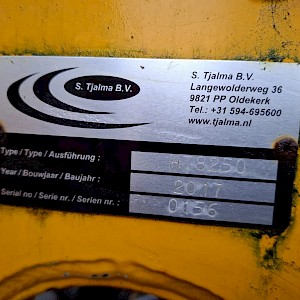 S. Tjalma B.V.
S. Tjalma B.V.
Langewolderweg 36
9821 PP Oldekerk
Tel.: +31 594-695600
www.tjalma.nl
Type / Type / Ausführung :
8250
Year / Bouwjaar / Baujahr : 2017
Serial no / Serie nr. / Serien nr. : 0156